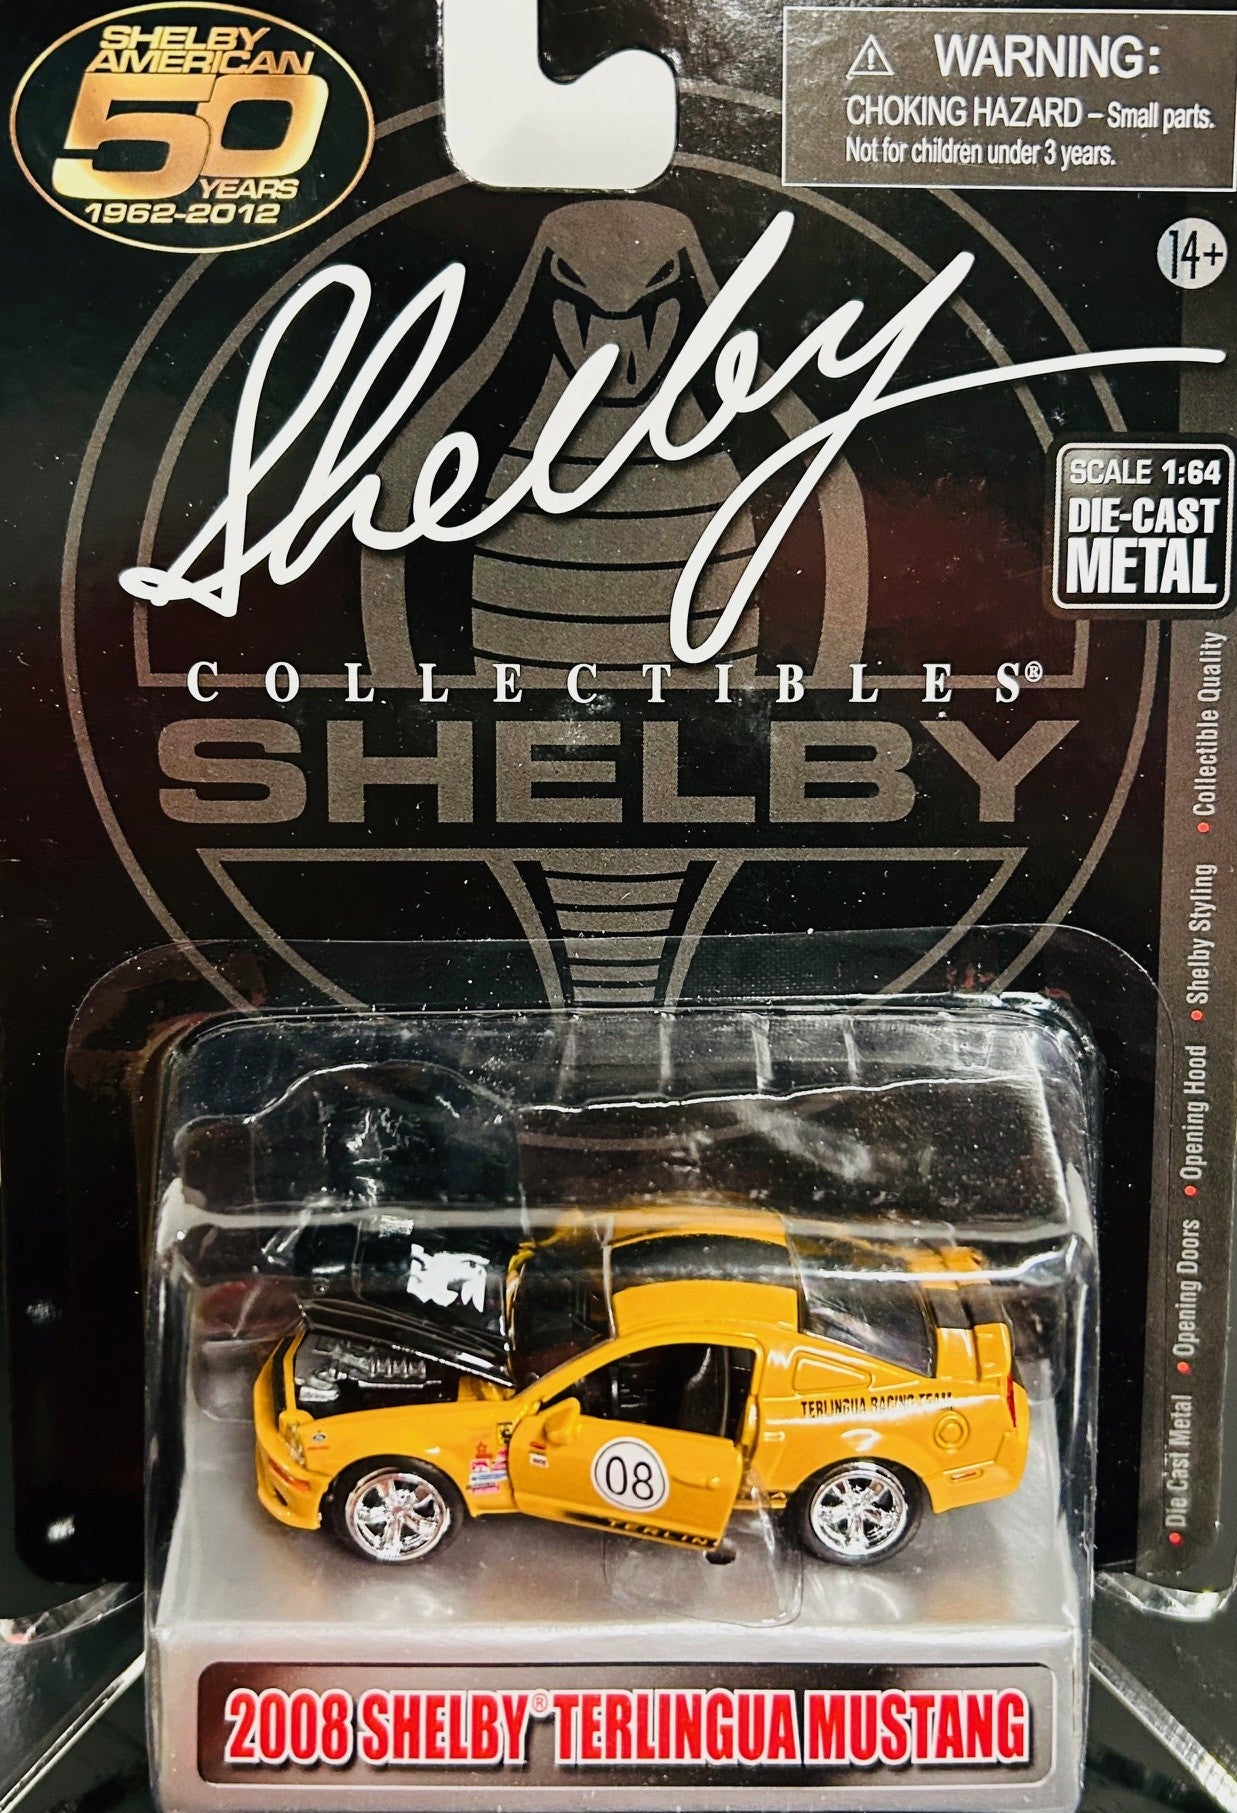 SHELBY
AMERICAN
50
YEARS
1962-2012
WARNING:
CHOKING HAZARD – Small parts.
Not for children under 3 years.
14+
Shelby
COLLECTIBLES®
SHELBY
SCALE 1:64
DIE-CAST
METAL
• Die Cast Metal • Opening Doors • Opening Hood • Shelby Styling • Collectible Quality
TERLINGUA RACING TEAM
08
TERLING
2008 SHELBY® TERLINGUA MUSTANG